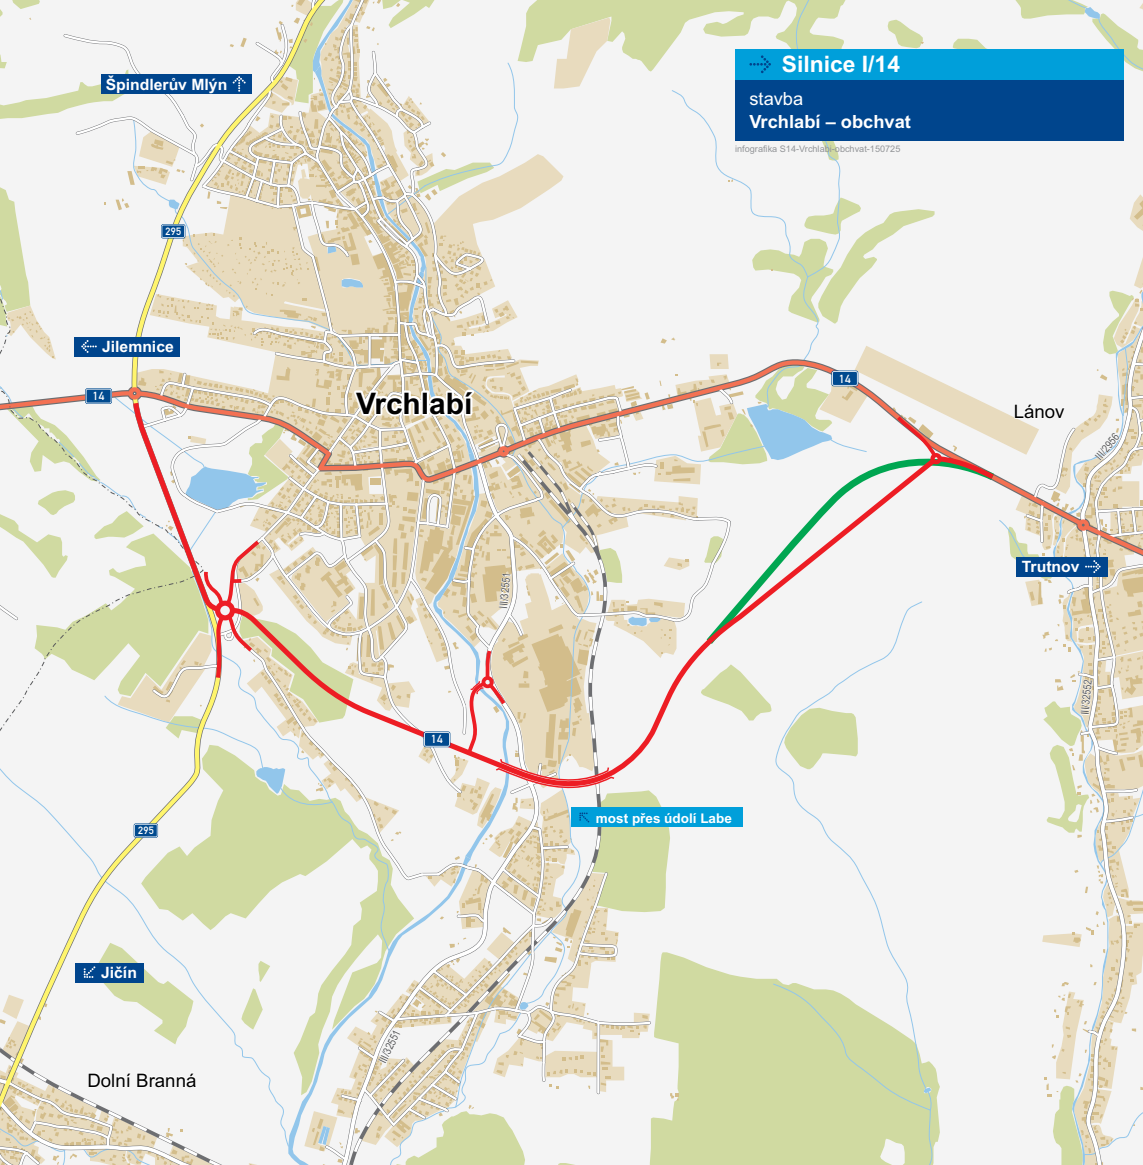 Silnice I/14
stavba
Vrchlabí – obchvat
infografika S14-Vrchlabi-obchvat-150725
Špindlerův Mlýn
295
Jilemnice
14
14
Vrchlabí
Lánov
III/2956
Trutnov
III/32551
III/32552
14
most přes údolí Labe
295
Jičín
III/32551
Dolní Branná